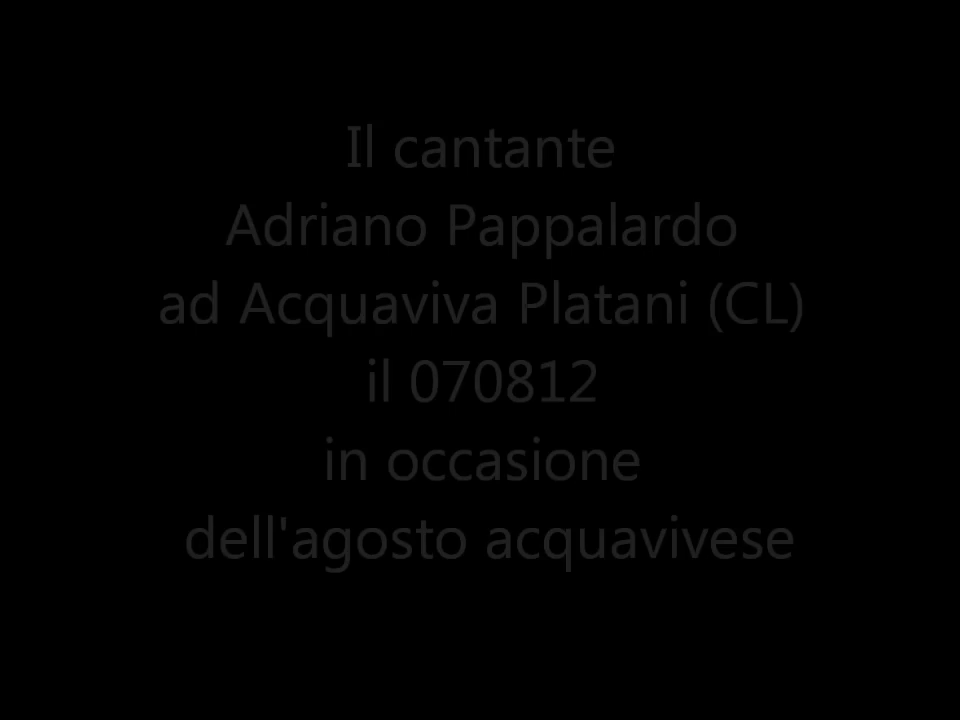 Il cantante
Adriano Pappalardo
ad Acquaviva Platani (CL)
il 070812
in occasione
dell'agosto acquavivese